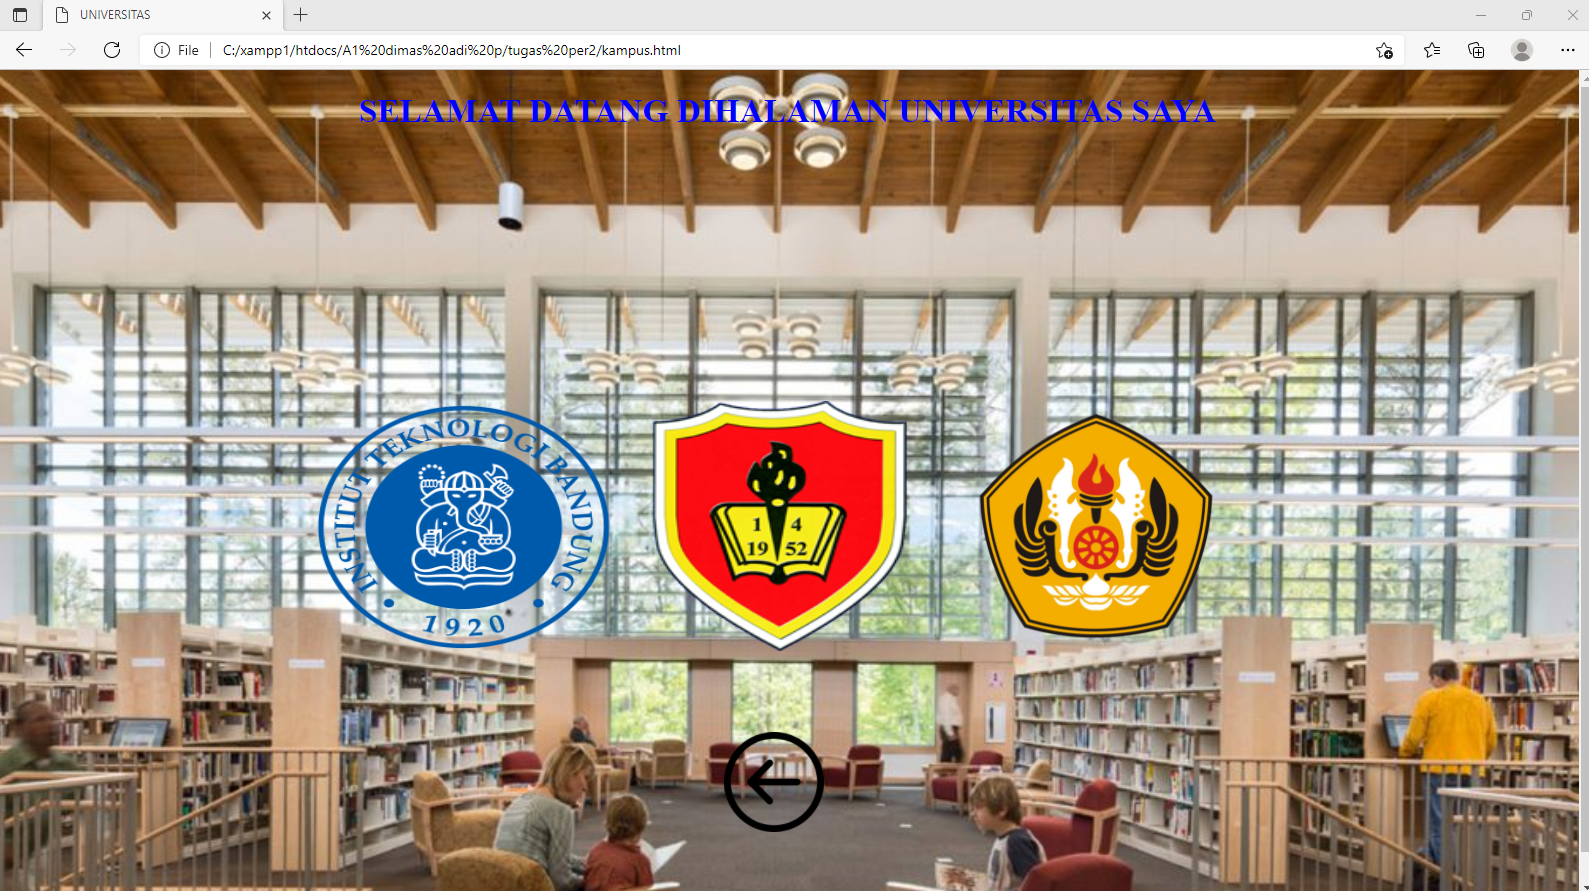 UNIVERSITAS
File C:/xampp1/htdocs/A1%20dimas%20adi%20p/tugas%20per2/kampus.html
SELAMAT DATANG DIHALAMAN UNIVERSITAS SAYA
INSTITUT TEKNOLOGI BANDUNG
1920
1 4
19 52